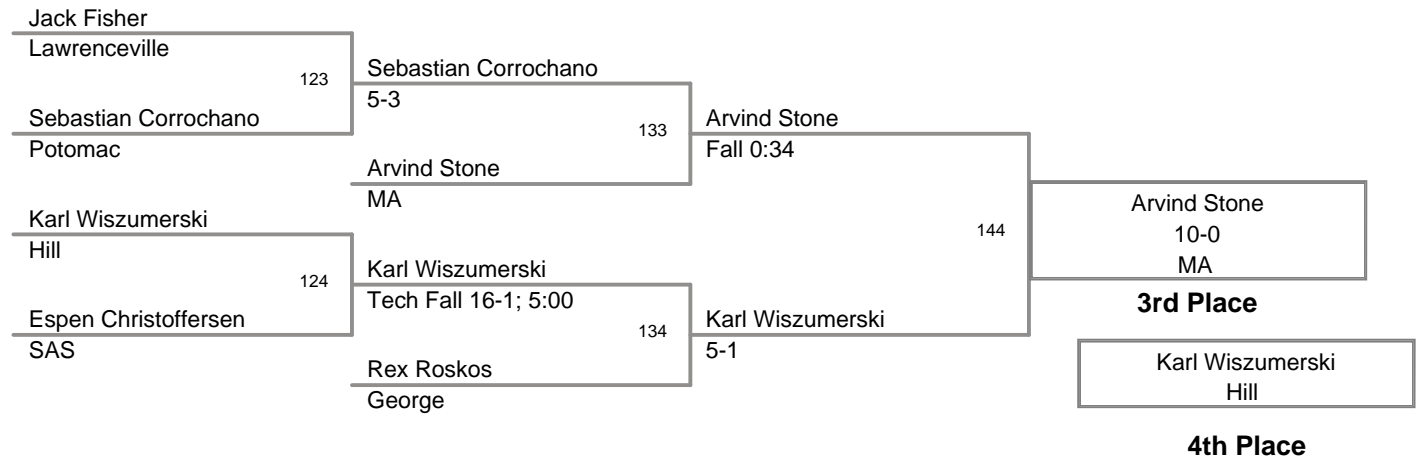 Jack Fisher
Lawrenceville
123
Sebastian Corrochano
5-3
Sebastian Corrochano
Potomac
133
Arvind Stone
Fall 0:34
Arvind Stone
MA
Karl Wiszumerski
Hill
124
Karl Wiszumerski
Tech Fall 16-1; 5:00
Espen Christoffersen
SAS
134
Karl Wiszumerski
5-1
Rex Roskos
George
144
Arvind Stone
10-0
MA
3rd Place
Karl Wiszumerski
Hill
4th Place